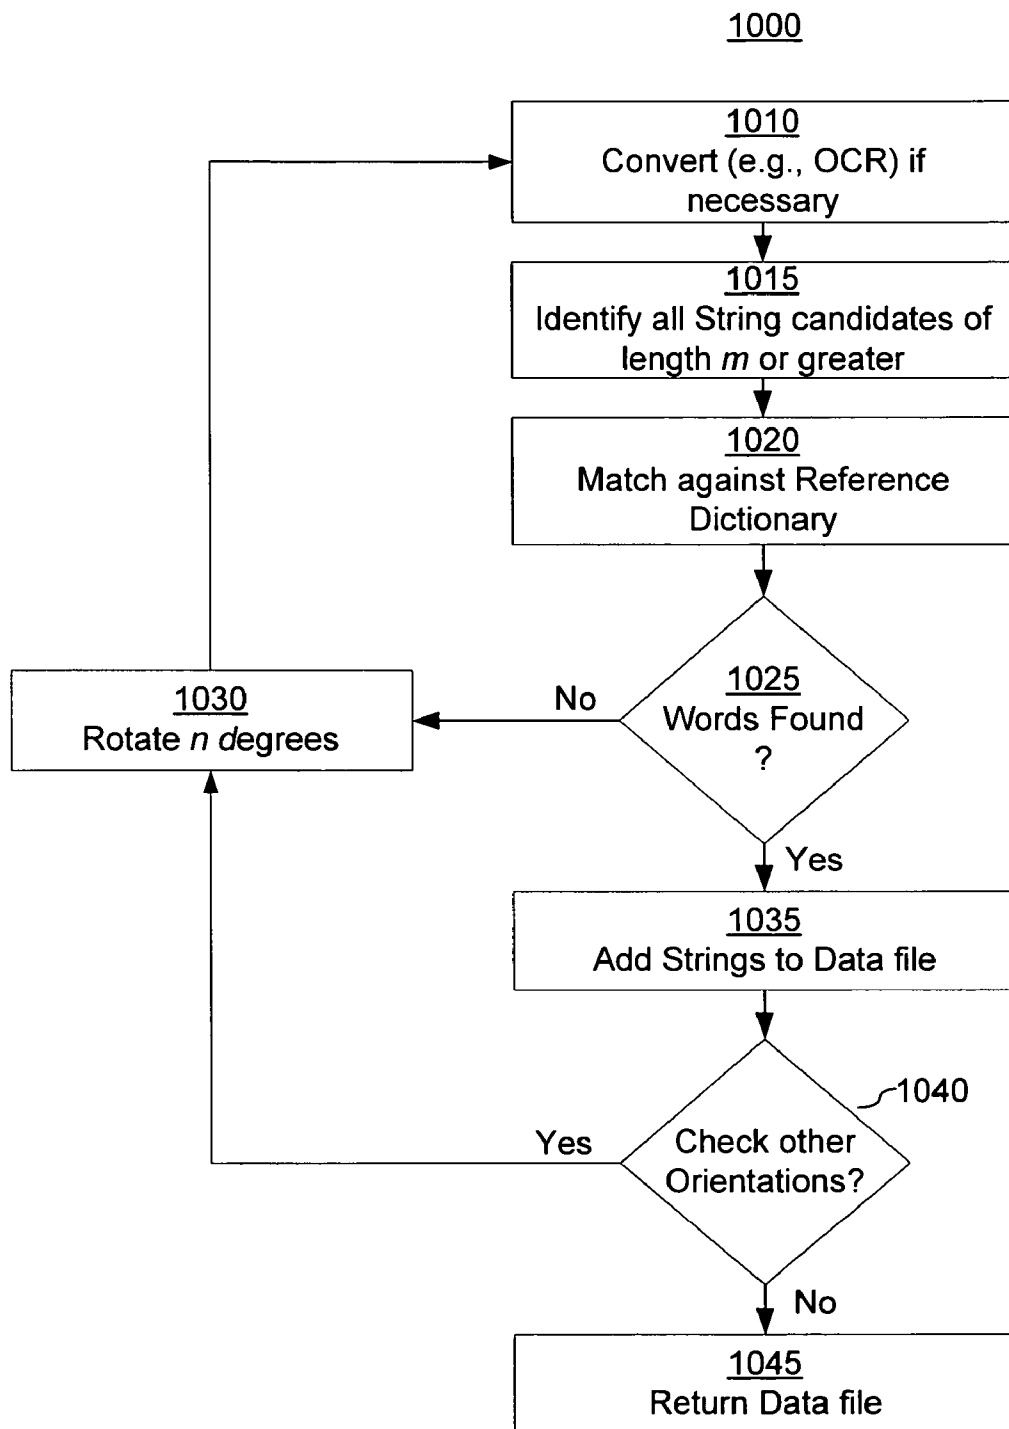 1000
1010
Convert (e.g., OCR) if
necessary
1015
Identify all String candidates of
length m or greater
1020
Match against Reference
Dictionary
1025
Words Found
?
No
1030
Rotate n degrees
Yes
1035
Add Strings to Data file
1040
Check other
Orientations?
Yes
No
1045
Return Data file